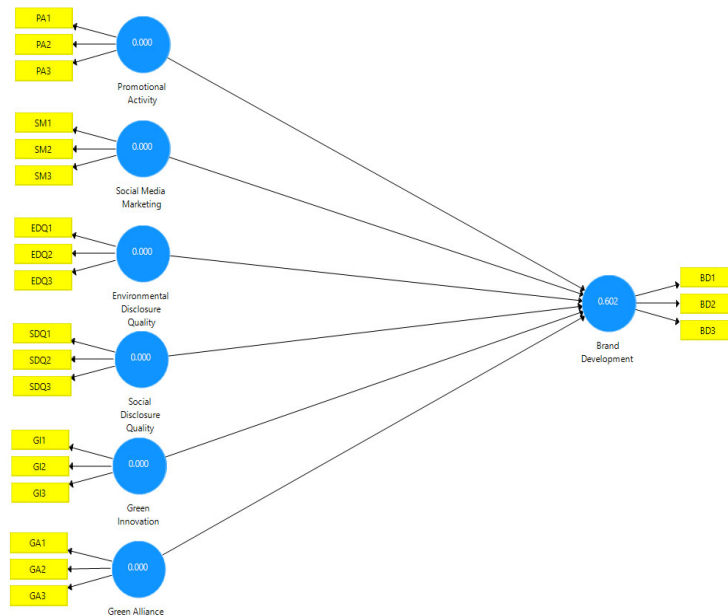 PA1
PA2
PA3
0.000
Promotional
Activity
SM1
SM2
SM3
0.000
Social Media
Marketing
EDQ1
EDQ2
EDQ3
0.000
Environmental
Disclosure
Quality
SDQ1
SDQ2
SDQ3
0.000
Social
Disclosure
Quality
GI1
GI2
GI3
0.000
Green
Innovation
GA1
GA2
GA3
0.000
Green Alliance
0.602
Brand
Development
BD1
BD2
BD3